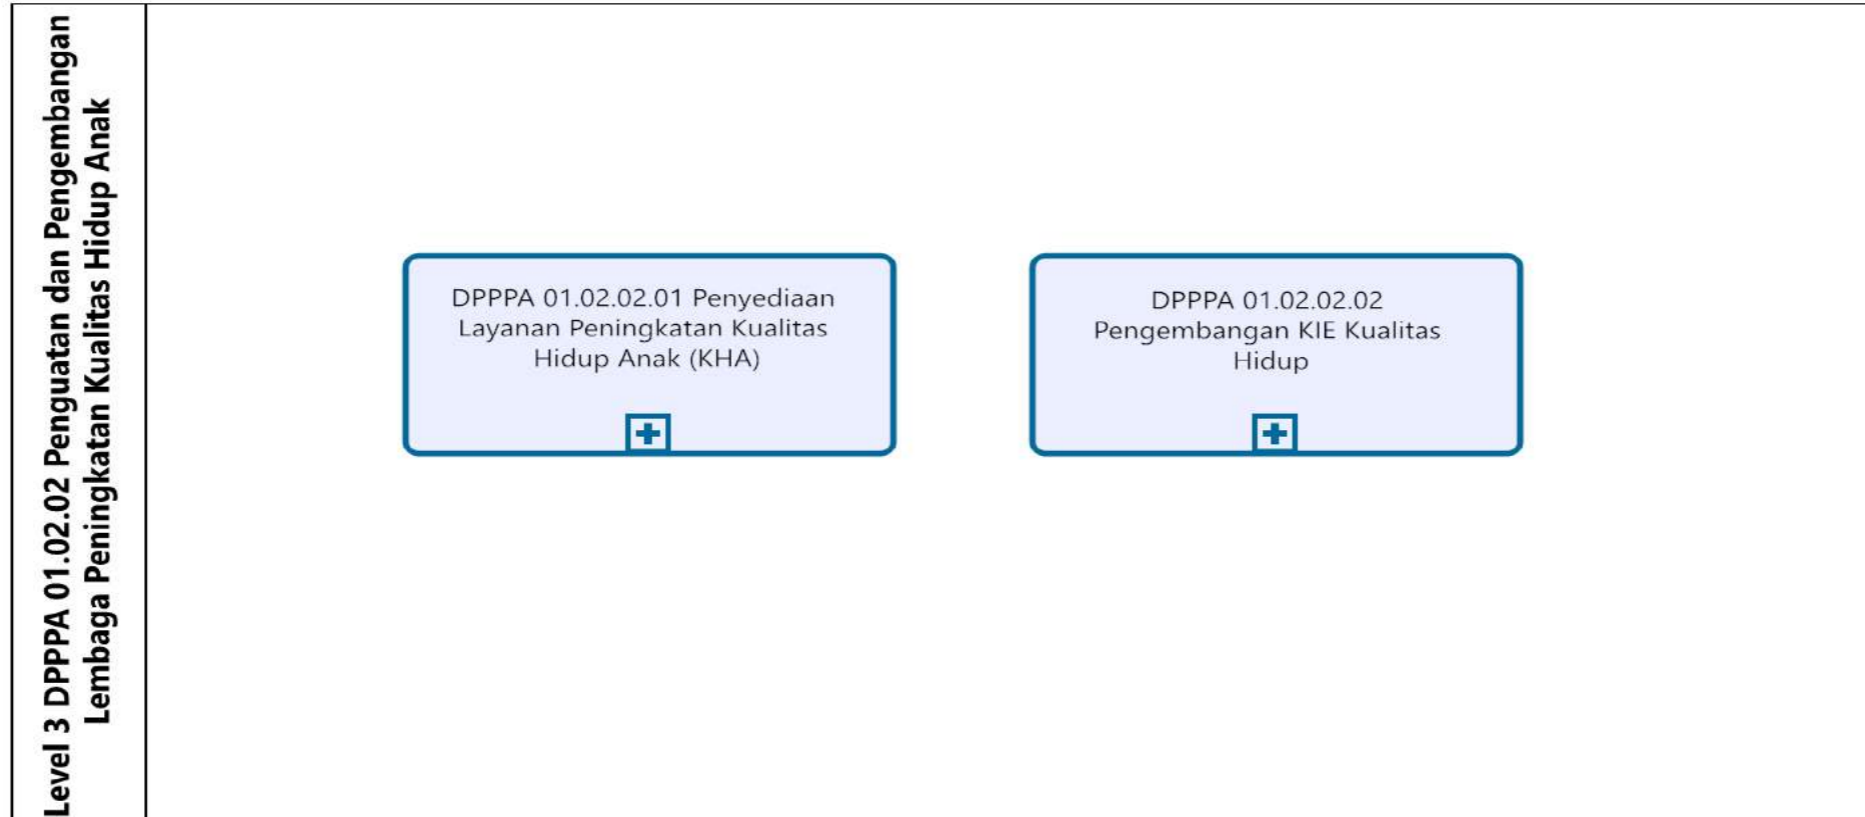 Level 3 DPPPA 01.02.02 Penguatan dan Pengembangan
Lembaga Peningkatan Kualitas Hidup Anak
DPPPA 01.02.02.01 Penyediaan
Layanan Peningkatan Kualitas
Hidup Anak (KHA)
DPPPA 01.02.02.02
Pengembangan KIE Kualitas
Hidup